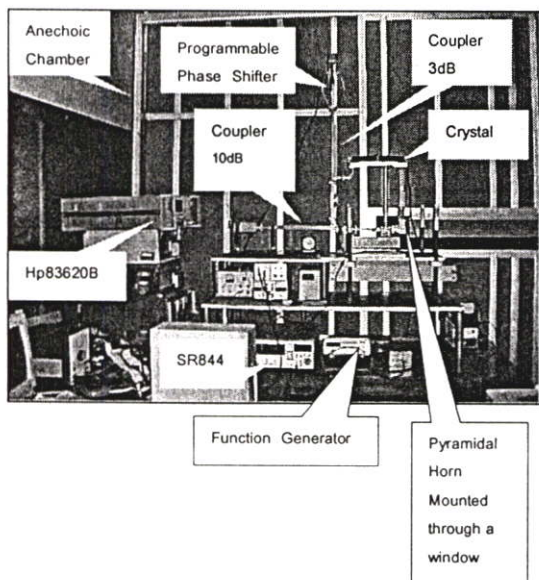 Anechoic
Chamber
Programmable
Phase Shifter
Coupler
3dB
Coupler
10dB
Crystal
Hp83620B
SR844
Function Generator
Pyramidal
Horn
Mounted
through a
window